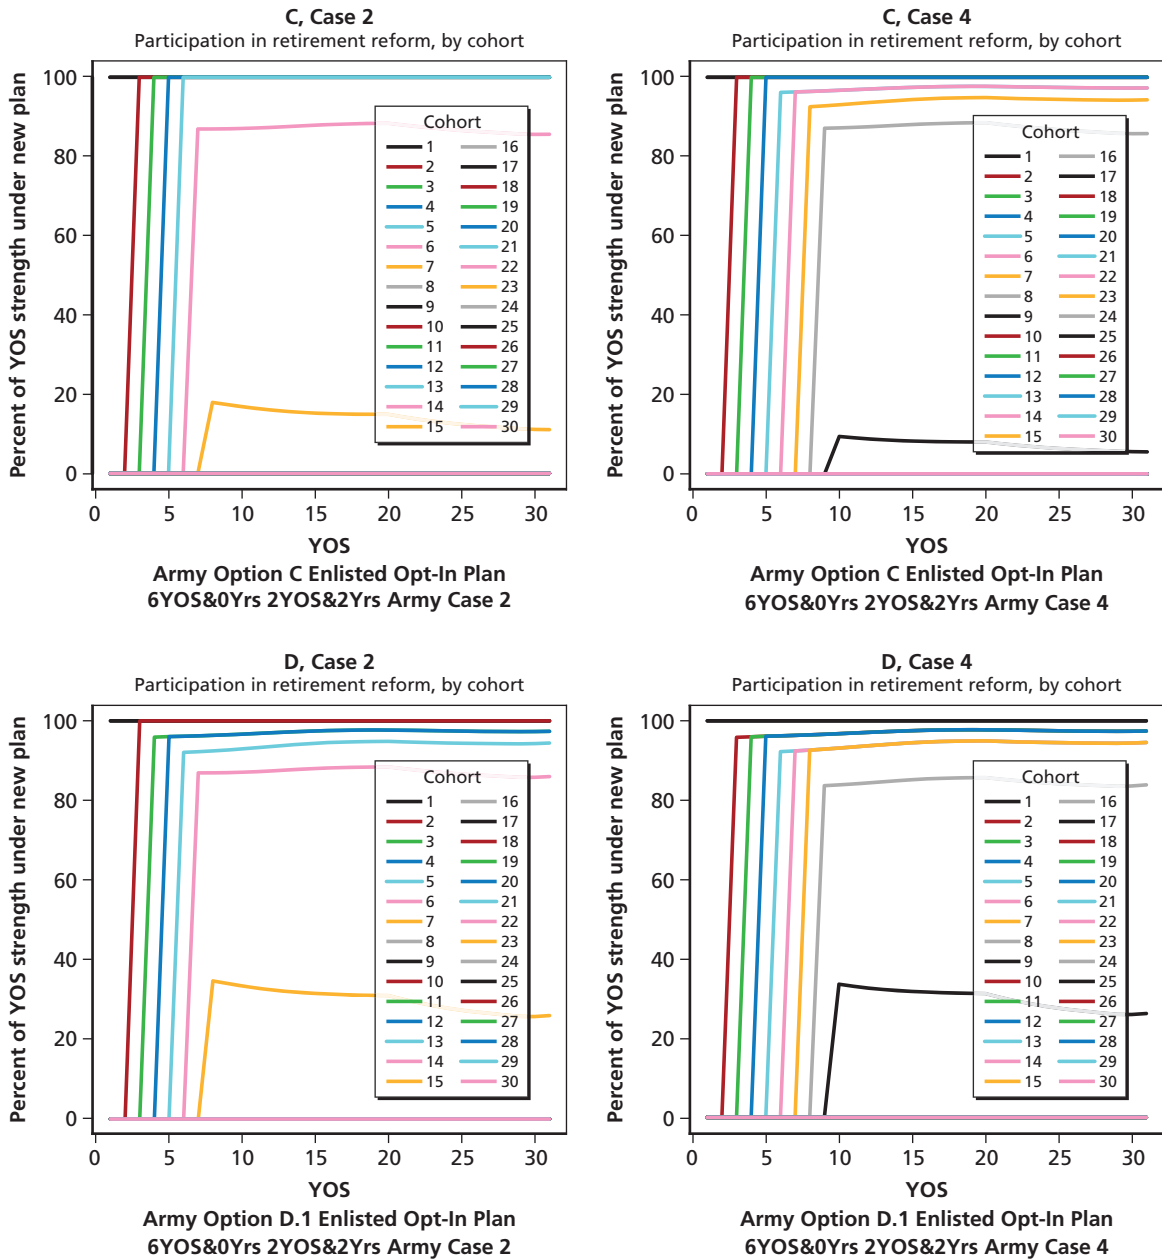 C, Case 2
Participation in retirement reform, by cohort
Percent of YOS strength under new plan
100
80
60
40
20
0
Cohort
1 16
2 17
3 18
4 19
5 20
6 21
7 22
8 23
9 24
10 25
11 26
12 27
13 28
14 29
15 30
0 5 10 15 20 25 30
YOS
Army Option C Enlisted Opt-In Plan
6YOS&0Yrs 2YOS&2Yrs Army Case 2
C, Case 4
Participation in retirement reform, by cohort
Percent of YOS strength under new plan
100
80
60
40
20
0
Cohort
1 16
2 17
3 18
4 19
5 20
6 21
7 22
8 23
9 24
10 25
11 26
12 27
13 28
14 29
15 30
0 5 10 15 20 25 30
YOS
Army Option C Enlisted Opt-In Plan
6YOS&0Yrs 2YOS&2Yrs Army Case 4
D, Case 2
Participation in retirement reform, by cohort
Percent of YOS strength under new plan
100
80
60
40
20
0
Cohort
1 16
2 17
3 18
4 19
5 20
6 21
7 22
8 23
9 24
10 25
11 26
12 27
13 28
14 29
15 30
0 5 10 15 20 25 30
YOS
Army Option D.1 Enlisted Opt-In Plan
6YOS&0Yrs 2YOS&2Yrs Army Case 2
D, Case 4
Participation in retirement reform, by cohort
Percent of YOS strength under new plan
100
80
60
40
20
0
Cohort
1 16
2 17
3 18
4 19
5 20
6 21
7 22
8 23
9 24
10 25
11 26
12 27
13 28
14 29
15 30
0 5 10 15 20 25 30
YOS
Army Option D.1 Enlisted Opt-In Plan
6YOS&0Yrs 2YOS&2Yrs Army Case 4